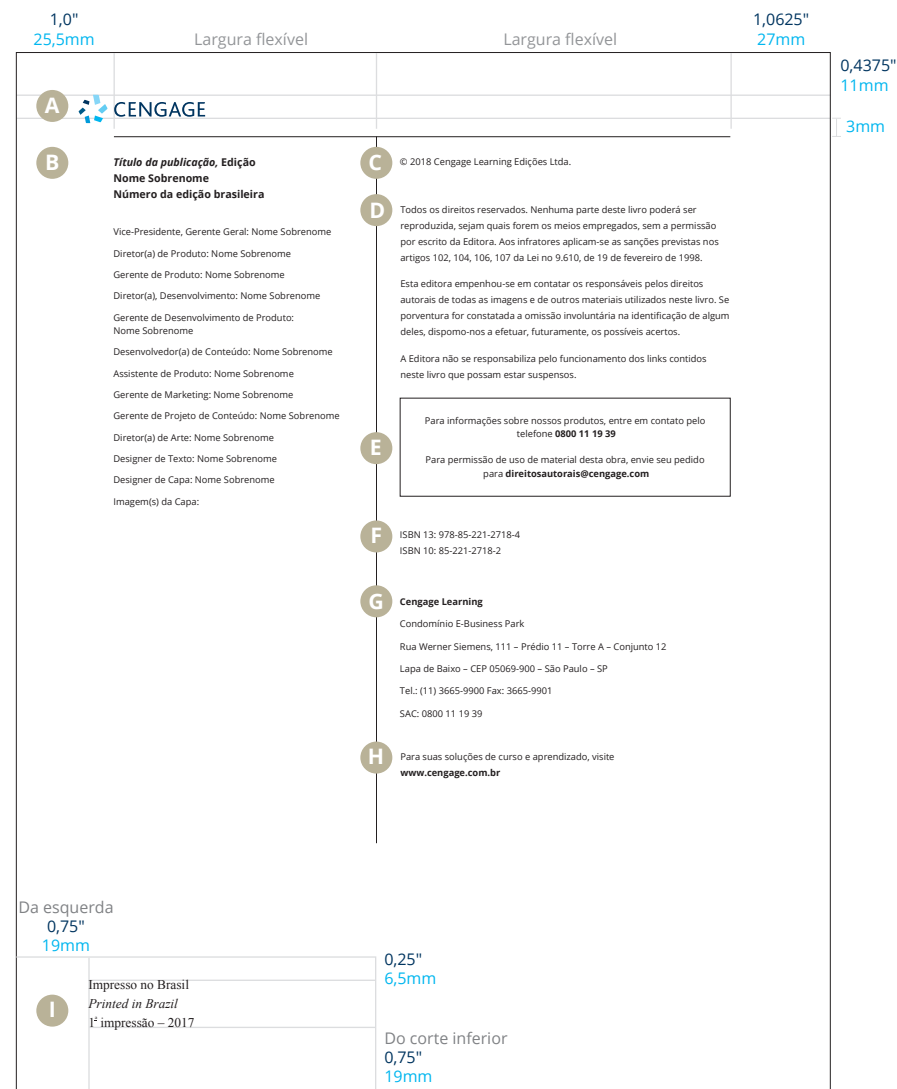 1,0"
25,5mm
Largura flexível
Largura flexível
1,0625"
27mm
0,4375"
11mm
3mm
A
CENGAGE
B
Título da publicação, Edição
Nome Sobrenome
Número da edição brasileira
Vice-Presidente, Gerente Geral: Nome Sobrenome
Diretor(a) de Produto: Nome Sobrenome
Gerente de Produto: Nome Sobrenome
Diretor(a), Desenvolvimento: Nome Sobrenome
Gerente de Desenvolvimento de Produto:
Nome Sobrenome
Desenvolvedor(a) de Conteúdo: Nome Sobrenome
Assistente de Produto: Nome Sobrenome
Gerente de Marketing: Nome Sobrenome
Gerente de Projeto de Conteúdo: Nome Sobrenome
Diretor(a) de Arte: Nome Sobrenome
Designer de Texto: Nome Sobrenome
Designer de Capa: Nome Sobrenome
Imagem(s) da Capa:
C
© 2018 Cengage Learning Edições Ltda.
D
Todos os direitos reservados. Nenhuma parte deste livro poderá ser
reproduzida, sejam quais forem os meios empregados, sem a permissão
por escrito da Editora. Aos infratores aplicam-se as sanções previstas nos
artigos 102, 104, 106, 107 da Lei no 9.610, de 19 de fevereiro de 1998.
Esta editora empenhou-se em contatar os responsáveis pelos direitos
autorais de todas as imagens e de outros materiais utilizados neste livro. Se
porventura for constatada a omissão involuntária na identificação de algum
deles, dispomo-nos a efetuar, futuramente, os possíveis acertos.
A Editora não se responsabiliza pelo funcionamento dos links contidos
neste livro que possam estar suspensos.
E
Para informações sobre nossos produtos, entre em contato pelo
telefone 0800 11 19 39
Para permissão de uso de material desta obra, envie seu pedido
para direitosautorais@cengage.com
F
ISBN 13: 978-85-221-2718-4
ISBN 10: 85-221-2718-2
G
Cengage Learning
Condomínio E-Business Park
Rua Werner Siemens, 111 – Prédio 11 – Torre A – Conjunto 12
Lapa de Baixo – CEP 05069-900 – São Paulo – SP
Tel.: (11) 3665-9900 Fax: 3665-9901
SAC: 0800 11 19 39
H
Para suas soluções de curso e aprendizado, visite
www.cengage.com.br
Da esquerda
0,75"
19mm
0,25"
6,5mm
I
Impresso no Brasil
Printed in Brazil
1ª impressão – 2017
Do corte inferior
0,75"
19mm